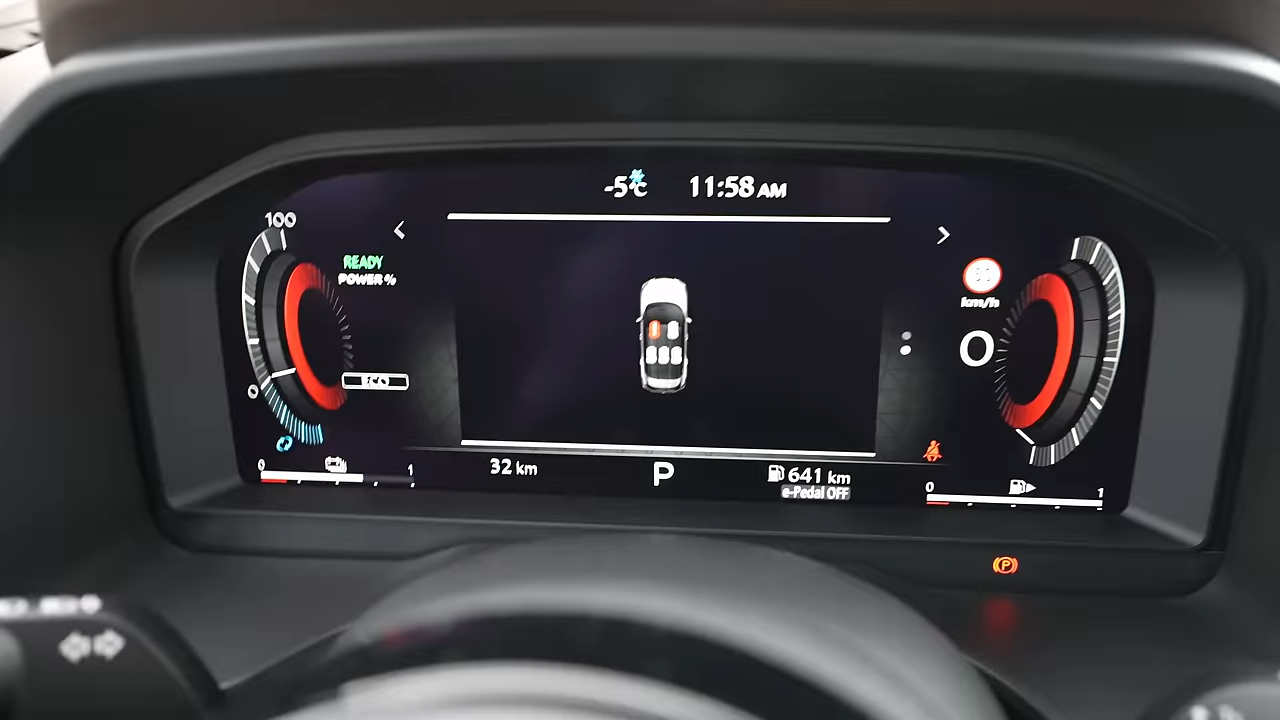 -5°C 11:58 AM
100
READY
POWER %
km/h
0
ECO
0
0 1
32 km
P
641 km
e-Pedal OFF
0 1
P